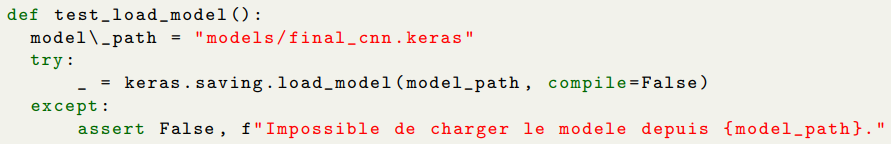 def test_load_model():
  model\_path = "models/final_cnn.keras"
  try:
      _ = keras.saving.load_model(model_path, compile=False)
  except:
      assert False, f"Impossible de charger le modele depuis {model_path}."